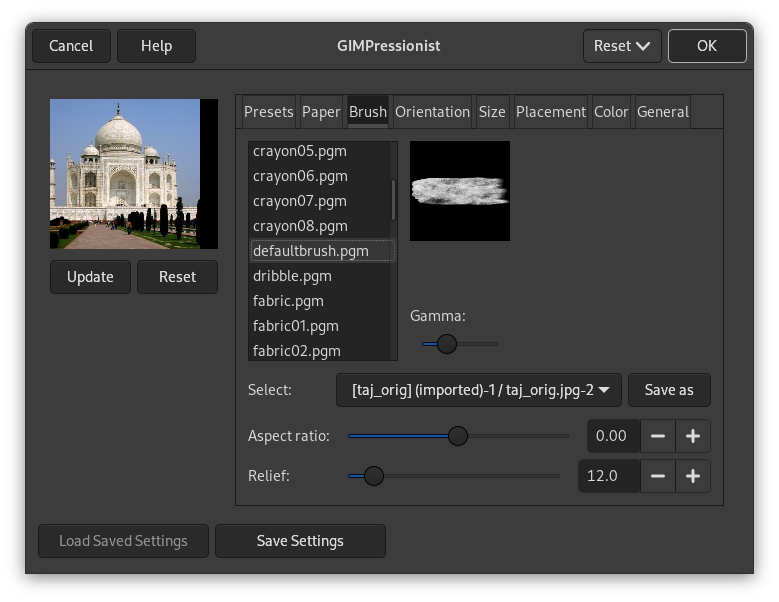 Cancel
Help
GIMPressionist
Reset
OK
Presets
Paper
Brush
Orientation
Size
Placement
Color
General
crayon05.pgm
crayon06.pgm
crayon07.pgm
crayon08.pgm
defaultbrush.pgm
dribble.pgm
fabric.pgm
fabric01.pgm
fabric02.pgm
Update
Reset
Gamma:
Select:
[taj_orig] (imported)-1 / taj_orig.jpg-2
Save as
Aspect ratio:
0.00
Relief:
12.0
Load Saved Settings
Save Settings